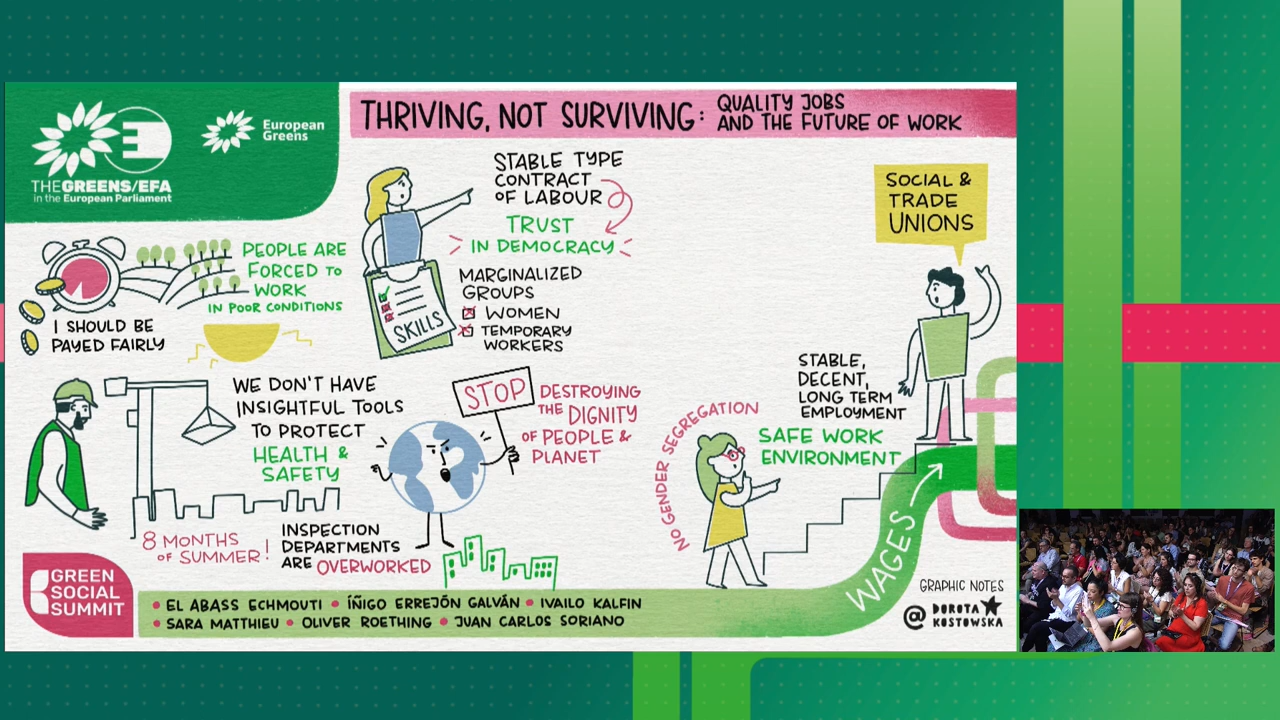 THE GREENS/EFA
in the European Parliament
European
Greens
THRIVING, NOT SURVIVING: QUALITY JOBS
AND THE FUTURE OF WORK
PEOPLE ARE
FORCED TO
WORK
IN POOR CONDITIONS
I SHOULD BE
PAYED FAIRLY
STABLE TYPE
CONTRACT
OF LABOUR
TRUST
IN DEMOCRACY
MARGINALIZED
GROUPS
WOMEN
TEMPORARY
WORKERS
SKILLS
SOCIAL &
TRADE
UNIONS
WE DON'T HAVE
INSIGHTFUL TOOLS
TO PROTECT
HEALTH &
SAFETY
STOP
DESTROYING
THE DIGNITY
OF PEOPLE &
PLANET
8 MONTHS
OF SUMMER!
INSPECTION
DEPARTMENTS
ARE OVERWORKED
NO GENDER SEGREGATION
STABLE,
DECENT,
LONG TERM
EMPLOYMENT
SAFE WORK
ENVIRONMENT
WAGES
GREEN
SOCIAL
SUMMIT
• EL ABASS ECHMOUTI • ÍÑIGO ERREJÓN GALVÁN • IVAILO KALFIN
• SARA MATTHIEU • OLIVER ROETHING • JUAN CARLOS SORIANO
GRAPHIC NOTES
@ DOROTA
KOSTOWSKA